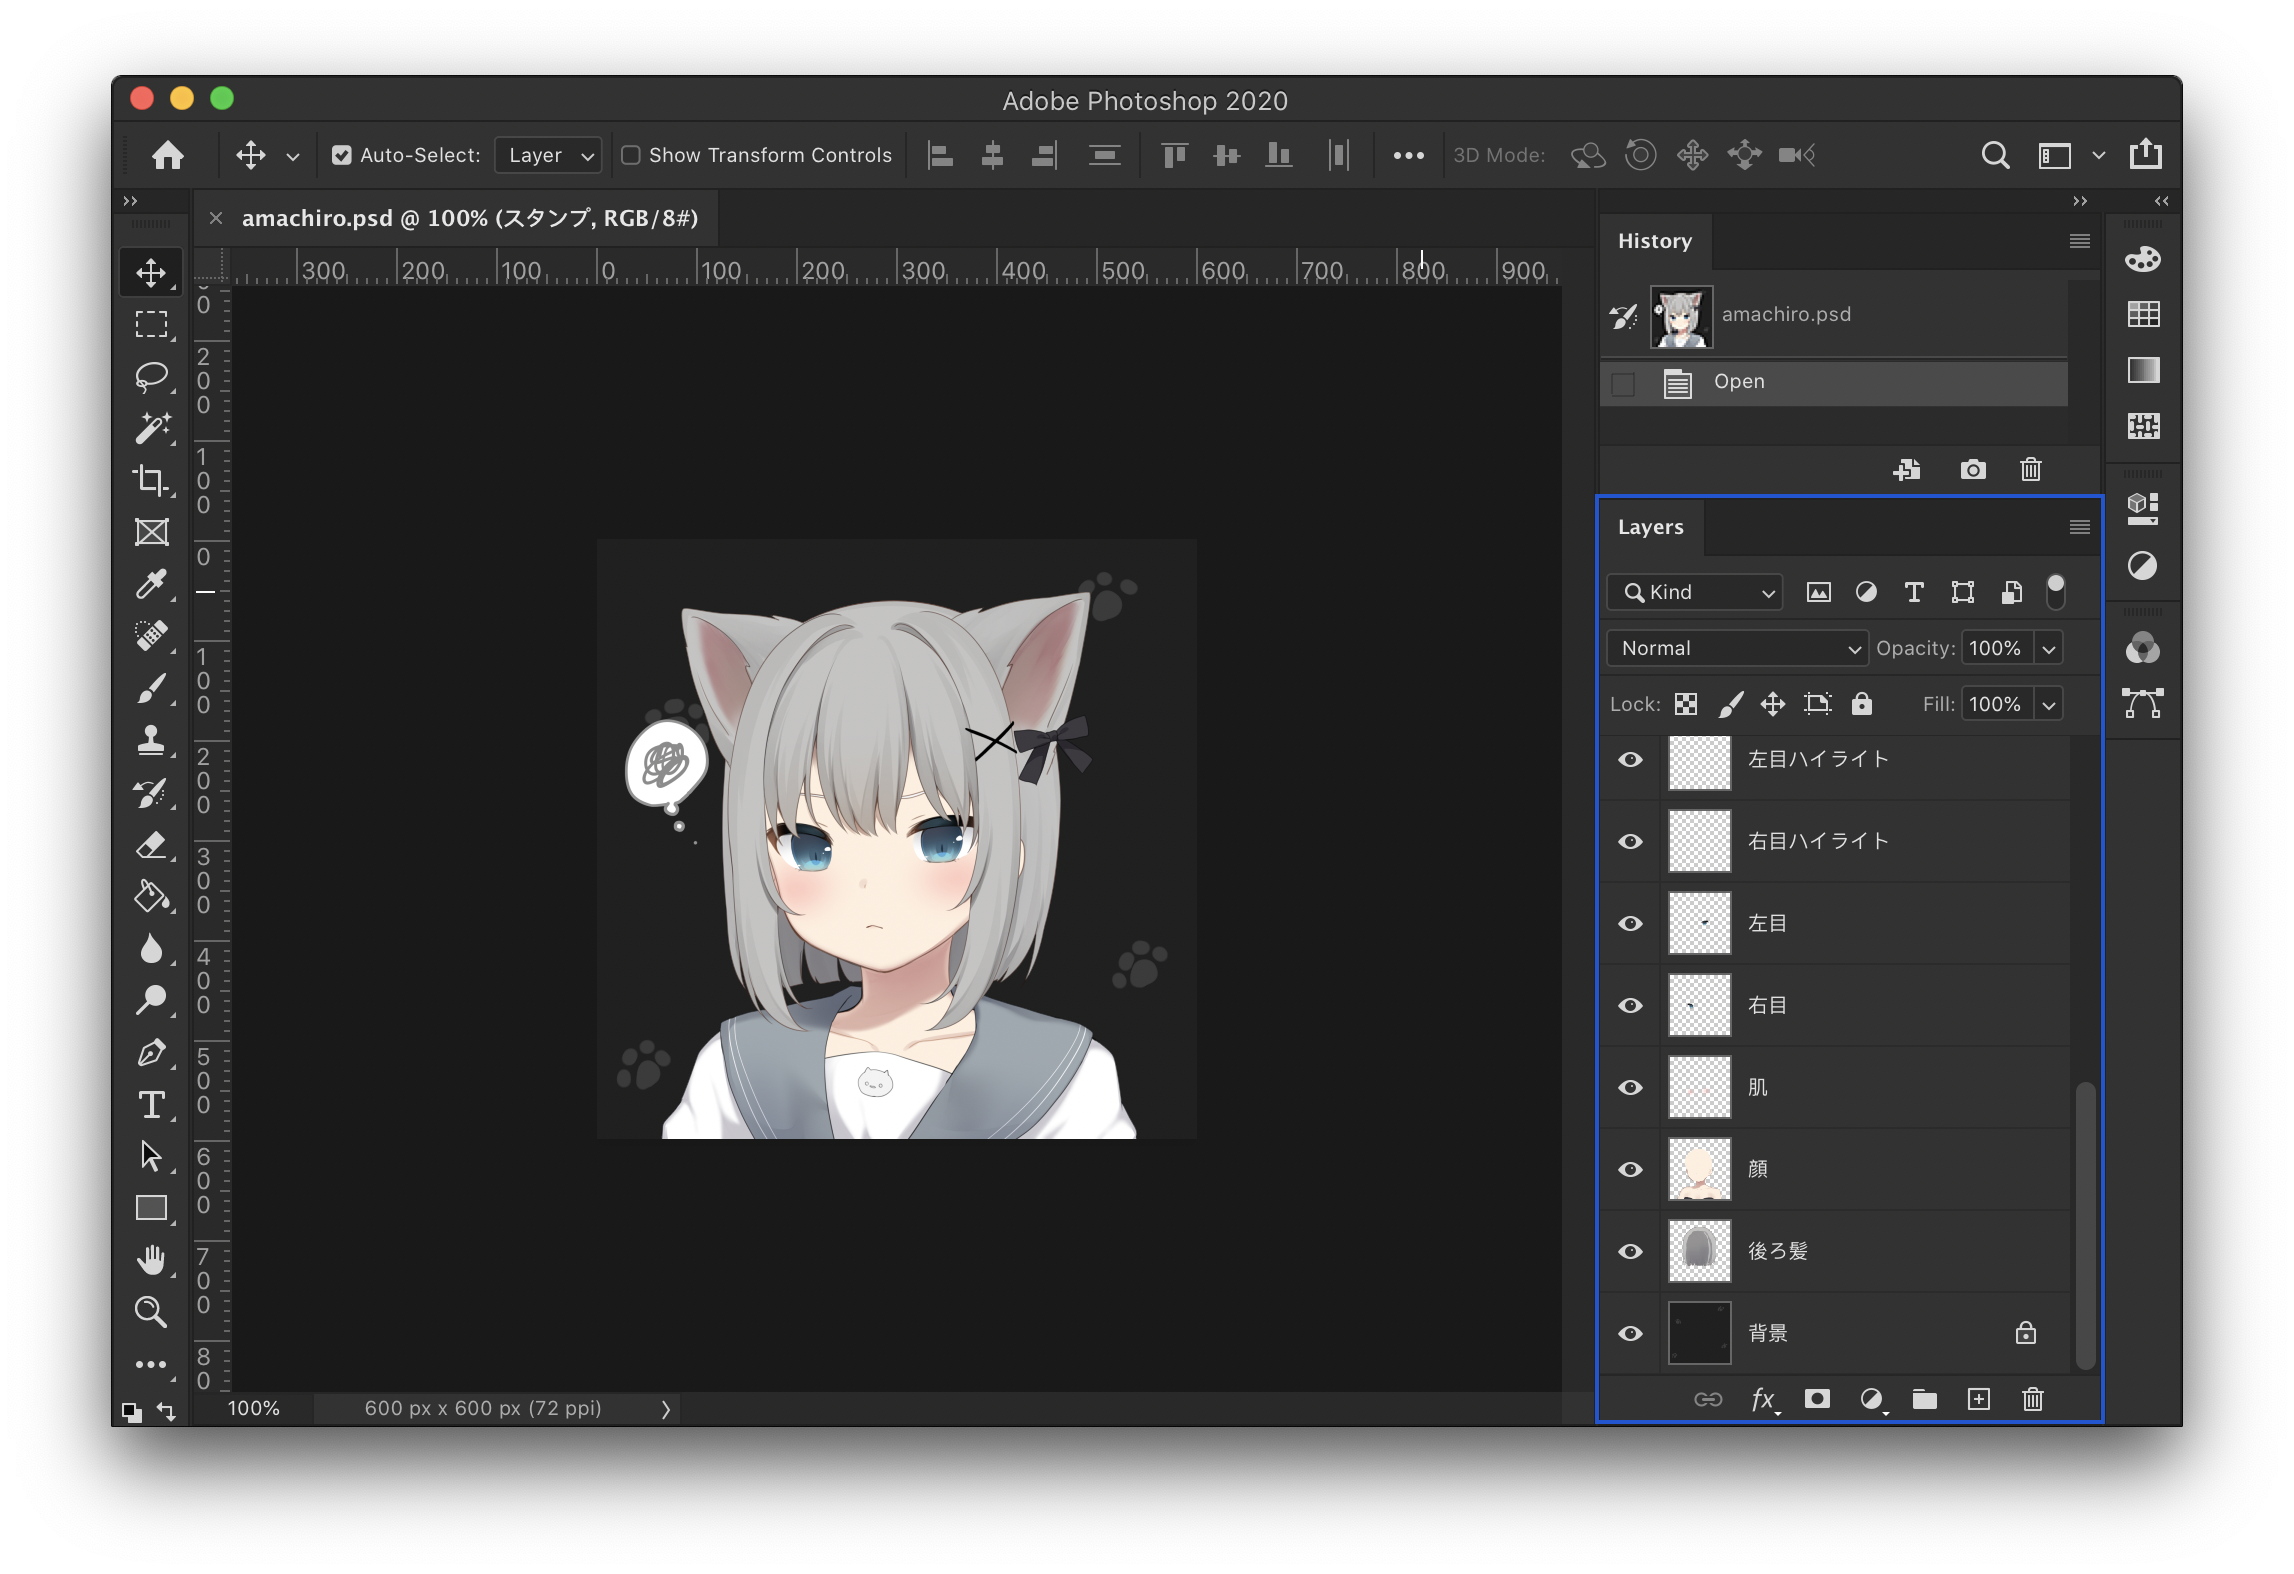 Adobe Photoshop 2020
Auto-Select: Layer Show Transform Controls 3D Mode:
amachiro.psd @ 100% (スタンプ, RGB/8#)
300 200 100 0 100 200 300 400 500 600 700 800 900
0
200
100
0
100
200
300
400
500
600
700
80
100% 600 px x 600 px (72 ppi)
History
amachiro.psd
Open
Layers
Kind
Normal Opacity: 100%
Lock: Fill: 100%
左目ハイライト
右目ハイライト
左目
右目
肌
顔
後ろ髪
背景
fx